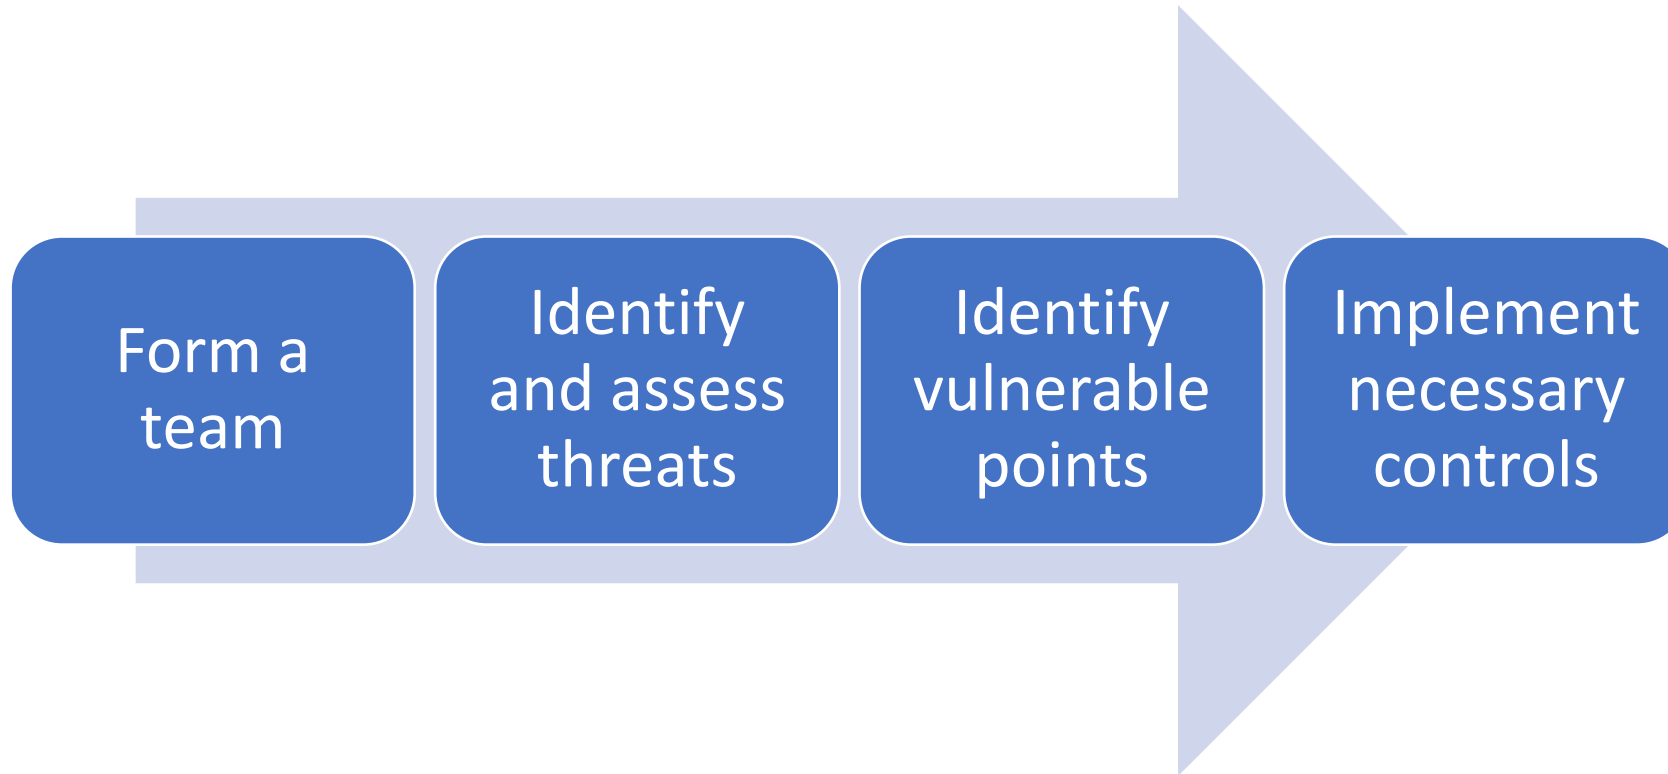 Form a
team
Identify
and assess
threats
Identify
vulnerable
points
Implement
necessary
controls